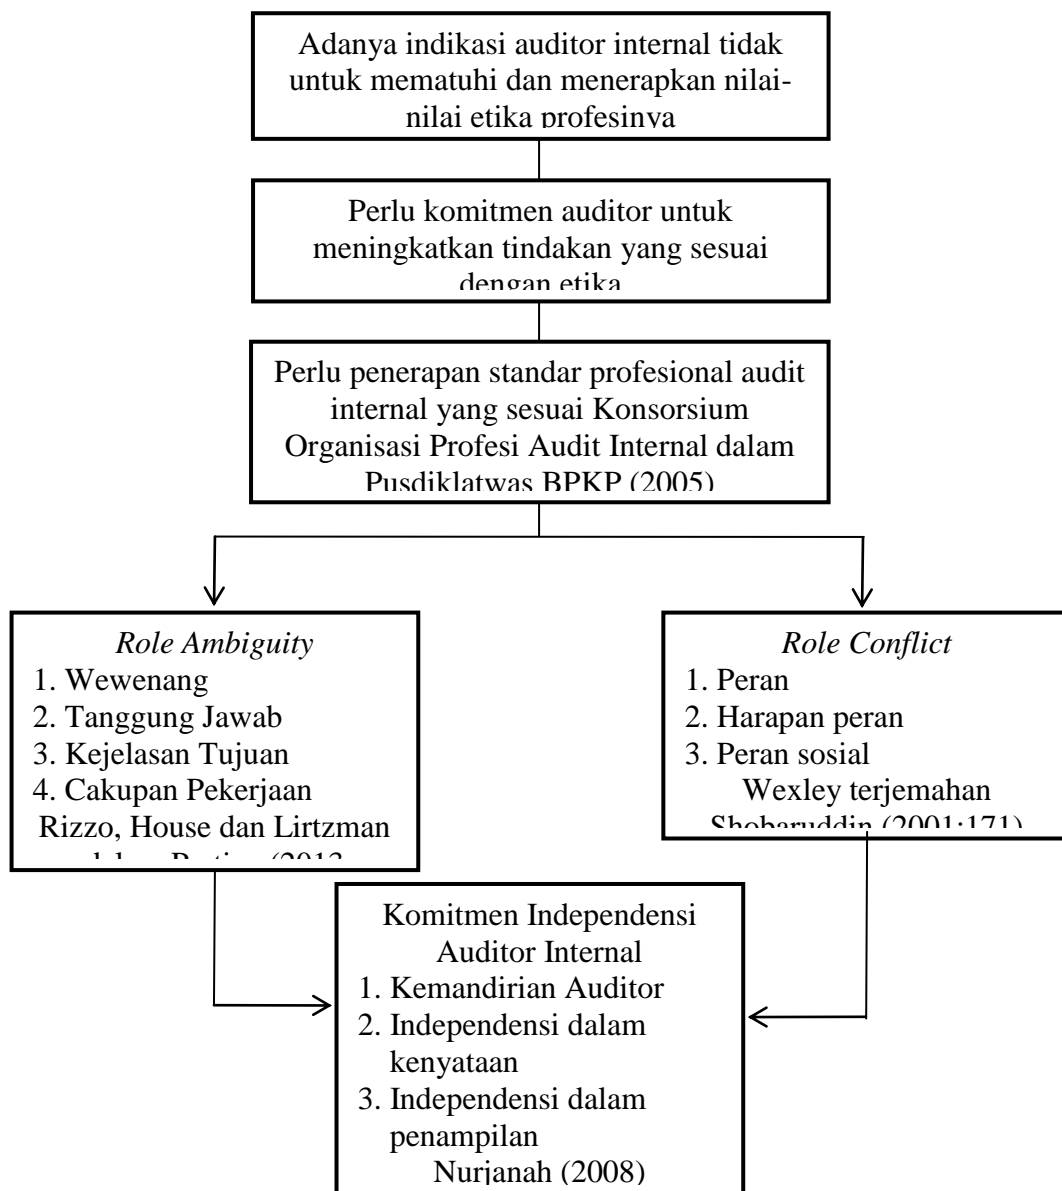 Adanya indikasi auditor internal tidak
untuk mematuhi dan menerapkan nilai-
nilai etika profesinya
Perlu komitmen auditor untuk
meningkatkan tindakan yang sesuai
dengan etika
Perlu penerapan standar profesional audit
internal yang sesuai Konsorsium
Organisasi Profesi Audit Internal dalam
Pusdiklatwas BPKP (2005)
Role Ambiguity
1. Wewenang
2. Tanggung Jawab
3. Kejelasan Tujuan
4. Cakupan Pekerjaan
Rizzo, House dan Lirtzman
(2013
Role Conflict
1. Peran
2. Harapan peran
3. Peran sosial
Wexley terjemahan
Shobaruddin (2001:171)
Komitmen Independensi
Auditor Internal
1. Kemandirian Auditor
2. Independensi dalam
kenyataan
3. Independensi dalam
penampilan
Nurjanah (2008)